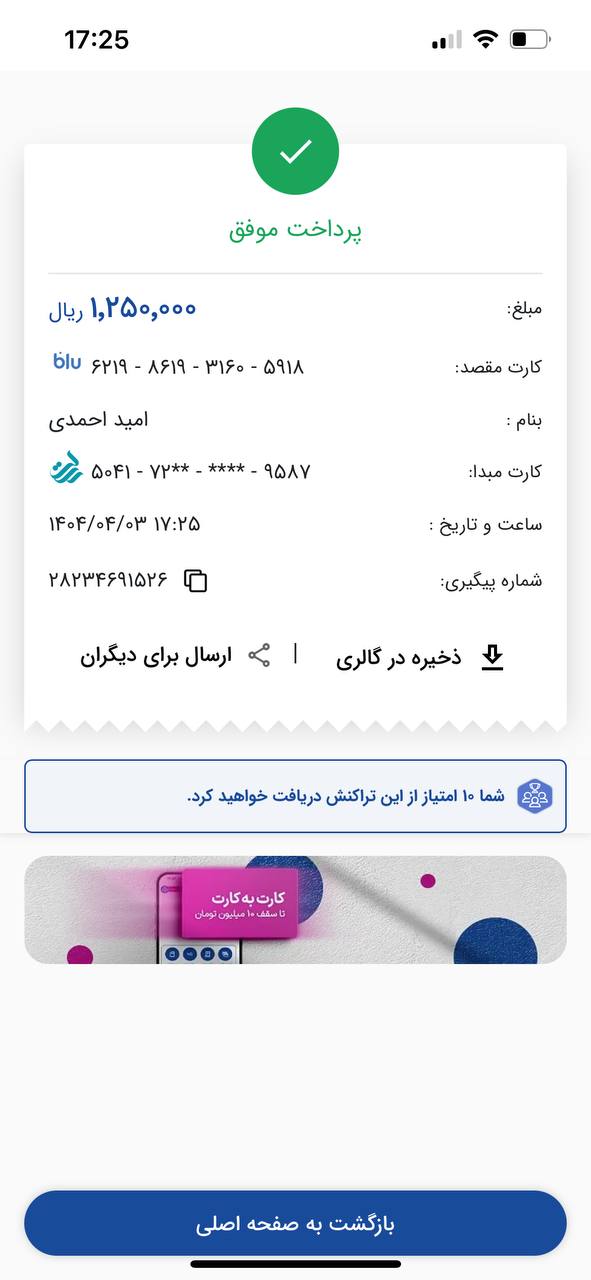 17:25
پرداخت موفق
مبلغ: ۱,۲۵۰,۰۰۰ ریال
کارت مقصد: ۶۲۱۹ - ۸۶۱۹ - ۳۱۶۰ - ۵۹۱۸ blu
بنام : امید احمدی
کارت مبدا: ۵۰۴۱ - ۷۲** - **** - ۹۵۸۷
ساعت و تاریخ : ۱۴۰۴/۰۴/۰۳ ۱۷:۲۵
شماره پیگیری: ۲۸۲۳۴۶۹۱۵۲۶
ذخیره در گالری | ارسال برای دیگران
شما ۱۰ امتیاز از این تراکنش دریافت خواهید کرد.
کارت به کارت
تا سقف ۱۰ میلیون تومان
بازگشت به صفحه اصلی